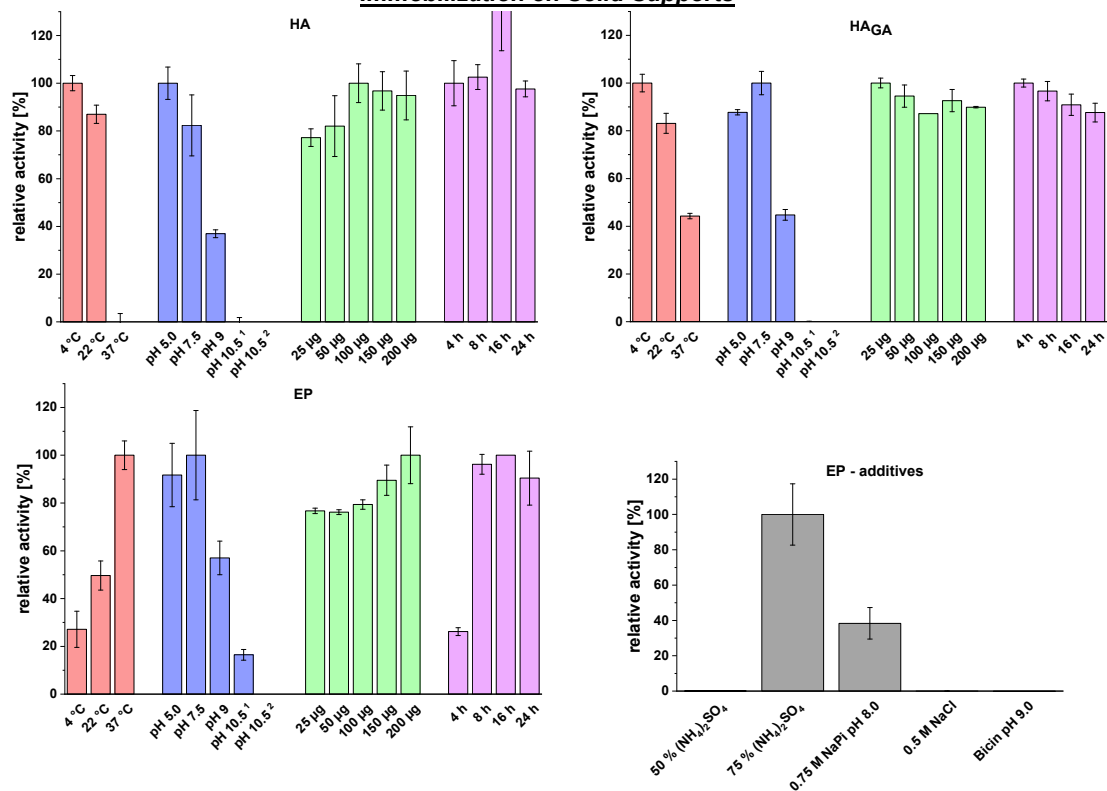 Immobilization on Solid Supports
HA
relative activity [%]
120
100
80
60
40
20
0
4 °C
22 °C
37 °C
pH 5.0
pH 7.5
pH 9
pH 10.5 ¹
pH 10.5 ²
25 µg
50 µg
100 µg
150 µg
200 µg
4 h
8 h
16 h
24 h
HAGA
relative activity [%]
120
100
80
60
40
20
0
4 °C
22 °C
37 °C
pH 5.0
pH 7.5
pH 9
pH 10.5 ¹
pH 10.5 ²
25 µg
50 µg
100 µg
150 µg
200 µg
4 h
8 h
16 h
24 h
EP
relative activity [%]
120
100
80
60
40
20
0
4 °C
22 °C
37 °C
pH 5.0
pH 7.5
pH 9
pH 10.5 ¹
pH 10.5 ²
25 µg
50 µg
100 µg
150 µg
200 µg
4 h
8 h
16 h
24 h
EP - additives
relative activity [%]
120
100
80
60
40
20
0
50 % (NH₄)₂SO₄
75 % (NH₄)₂SO₄
0.75 M NaPi pH 8.0
0.5 M NaCl
Bicin pH 9.0